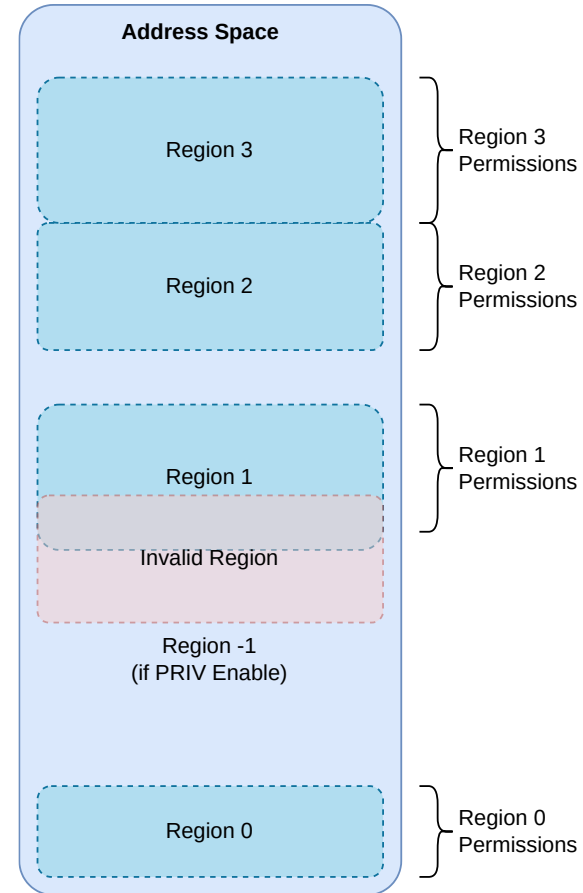 Address Space
Region 3
Region 3
Permissions
Region 2
Region 2
Permissions
Region 1
Region 1
Permissions
Invalid Region
Region -1
(if PRIV Enable)
Region 0
Region 0
Permissions